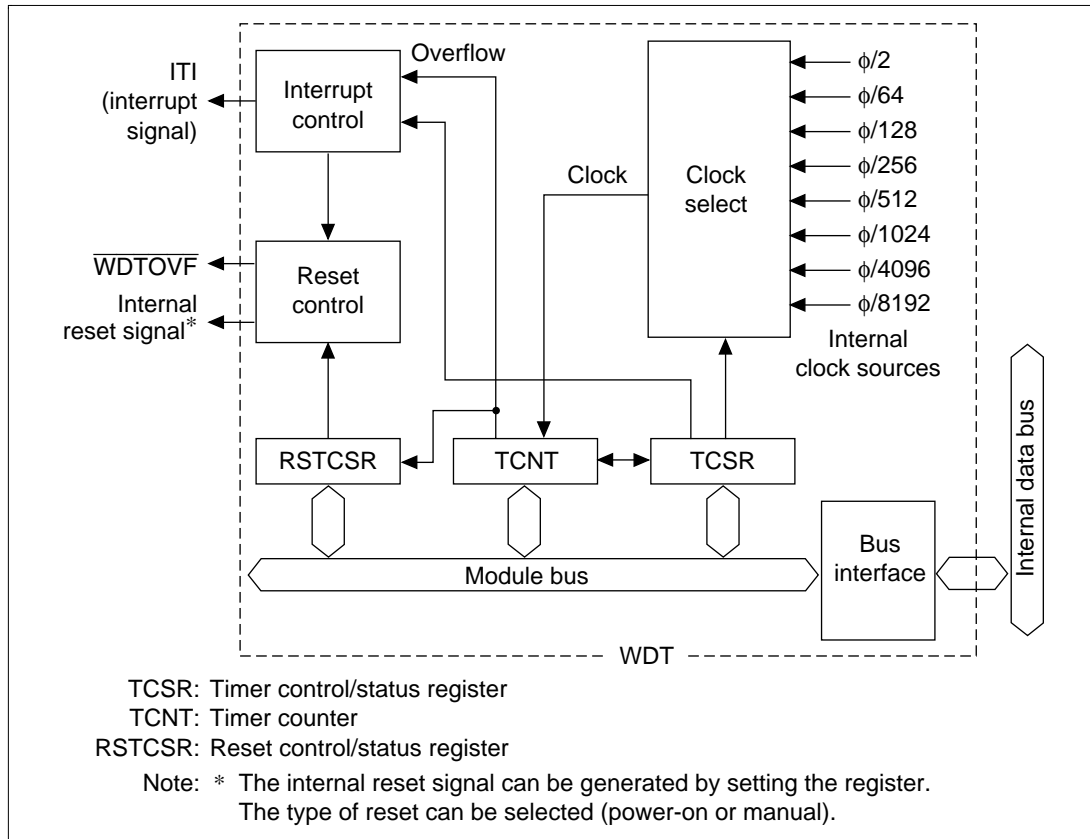 Overflow
ITI
(interrupt
signal)
Interrupt
control
ϕ/2
ϕ/64
ϕ/128
ϕ/256
ϕ/512
ϕ/1024
ϕ/4096
ϕ/8192
Clock
Clock
select
WDTOVF
Internal
reset signal*
Reset
control
Internal
clock sources
RSTCSR
TCNT
TCSR
Module bus
Bus
interface
Internal data bus
WDT
TCSR: Timer control/status register
TCNT: Timer counter
RSTCSR: Reset control/status register
Note: * The internal reset signal can be generated by setting the register.
The type of reset can be selected (power-on or manual).